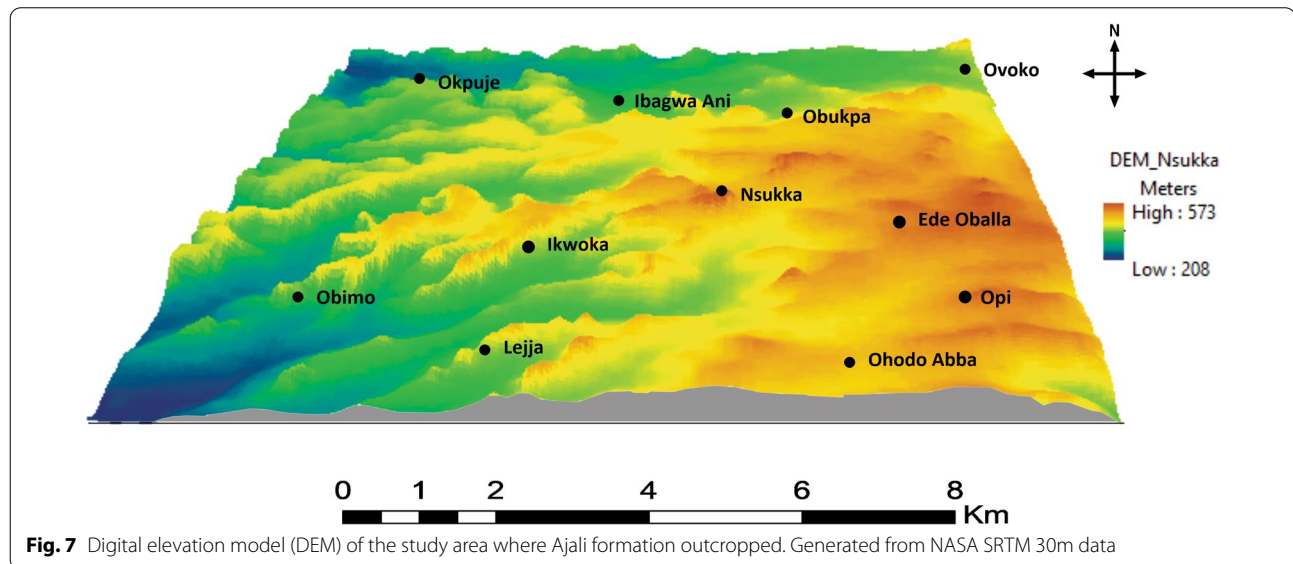 N
Okpuje
Ovoko
Ibagwa Ani
Obukpa
DEM_Nsukka
Meters
High : 573
Low : 208
Nsukka
Ede Oballa
Ikwoka
Obimo
Opi
Lejja
Ohodo Abba
0 1 2 4 6 8 Km
Fig. 7 Digital elevation model (DEM) of the study area where Ajali formation outcropped. Generated from NASA SRTM 30m data